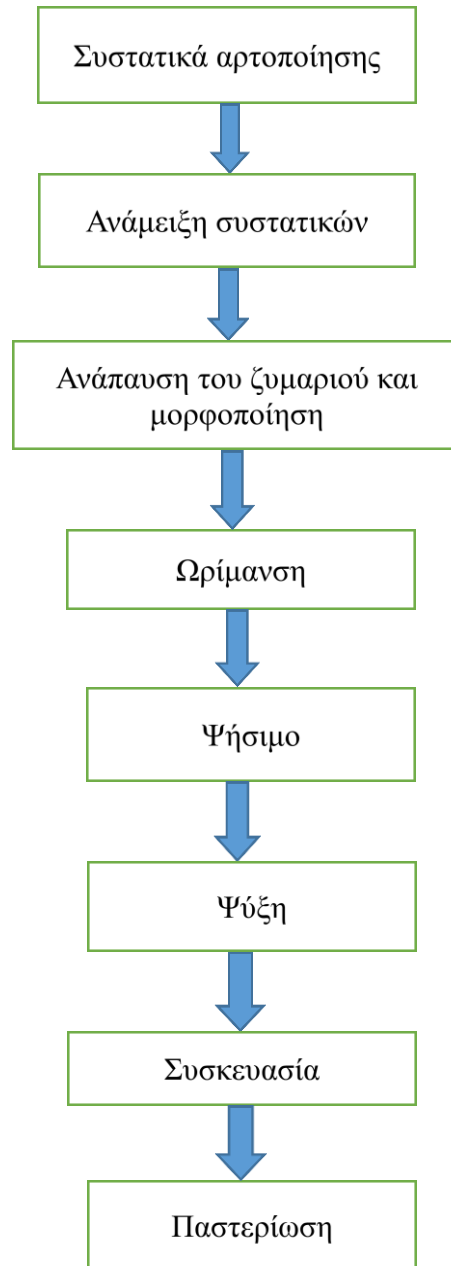 Συστατικά αρτοποίησης
Ανάμειξη συστατικών
Ανάπαυση του ζυμαριού και
μορφοποίηση
Ωρίμανση
Ψήσιμο
Ψύξη
Συσκευασία
Παστερίωση